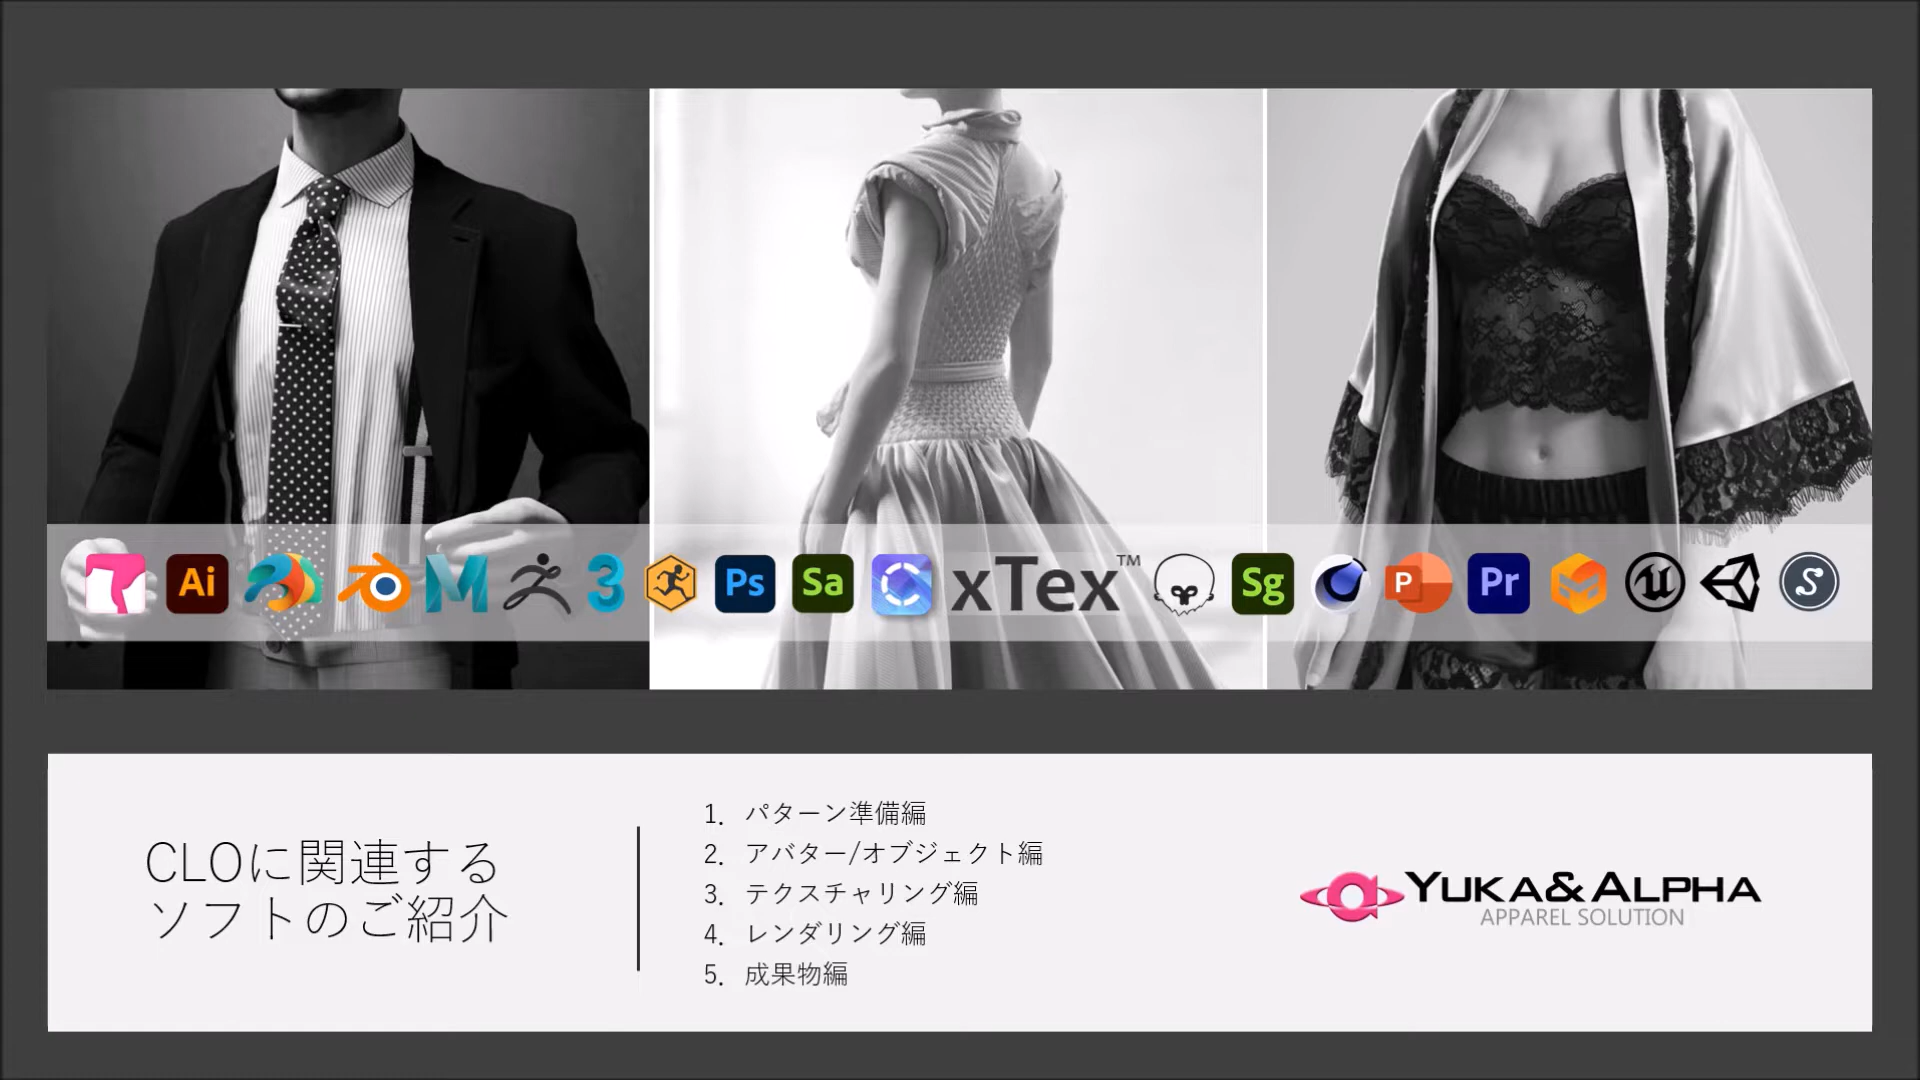 Ai
3
Ps
Sa
xTex™
Sg
P
Pr
CLOに関連する
ソフトのご紹介
1. パターン準備編
2. アバター/オブジェクト編
3. テクスチャリング編
4. レンダリング編
5. 成果物編
YUKA&ALPHA
APPAREL SOLUTION